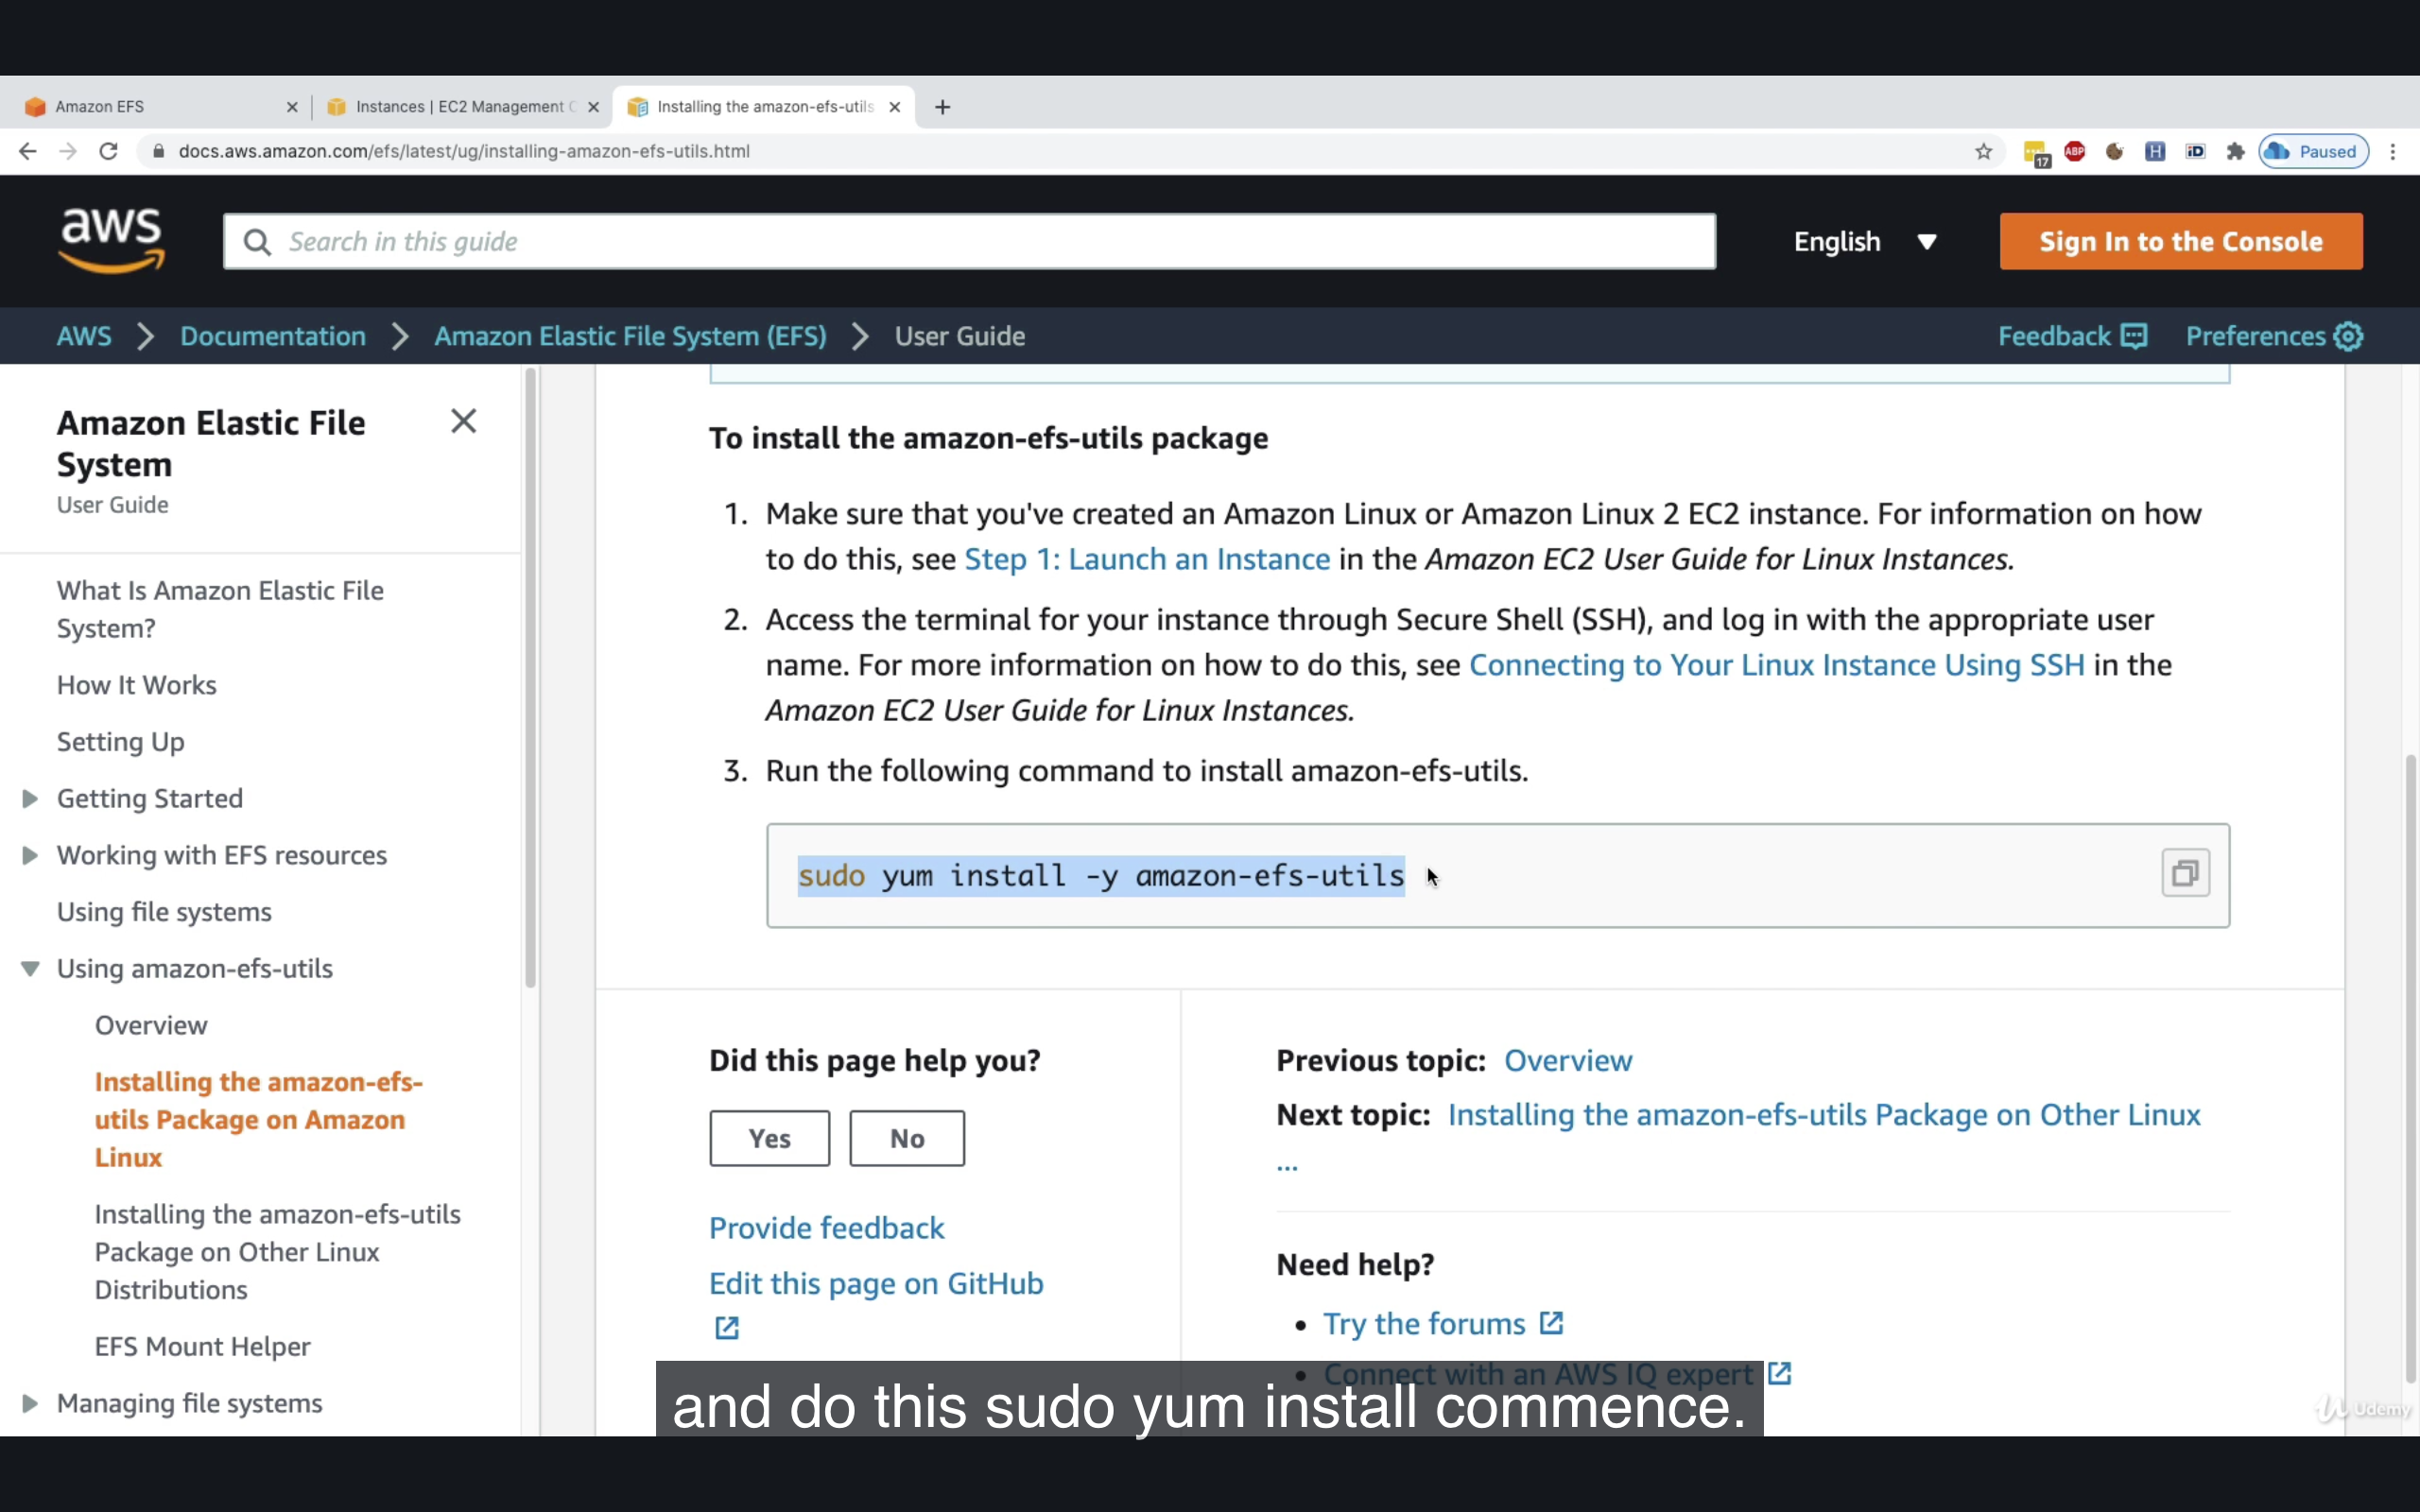 Amazon EFS
Instances | EC2 Management C
Installing the amazon-efs-utils
docs.aws.amazon.com/efs/latest/ug/installing-amazon-efs-utils.html
17
ABP
H
iD
Paused
aws
Search in this guide
English
Sign In to the Console
AWS > Documentation > Amazon Elastic File System (EFS) > User Guide
Feedback
Preferences
Amazon Elastic File
System
User Guide
What Is Amazon Elastic File
System?
How It Works
Setting Up
Getting Started
Working with EFS resources
Using file systems
Using amazon-efs-utils
Overview
Installing the amazon-efs-
utils Package on Amazon
Linux
Installing the amazon-efs-utils
Package on Other Linux
Distributions
EFS Mount Helper
Managing file systems
To install the amazon-efs-utils package
1. Make sure that you've created an Amazon Linux or Amazon Linux 2 EC2 instance. For information on how
to do this, see Step 1: Launch an Instance in the Amazon EC2 User Guide for Linux Instances.
2. Access the terminal for your instance through Secure Shell (SSH), and log in with the appropriate user
name. For more information on how to do this, see Connecting to Your Linux Instance Using SSH in the
Amazon EC2 User Guide for Linux Instances.
3. Run the following command to install amazon-efs-utils.
sudo yum install -y amazon-efs-utils
Did this page help you?
Yes
No
Provide feedback
Edit this page on GitHub
Previous topic: Overview
Next topic: Installing the amazon-efs-utils Package on Other Linux
...
Need help?
• Try the forums
• Connect with an AWS IQ expert
and do this sudo yum install commence.
Udemy